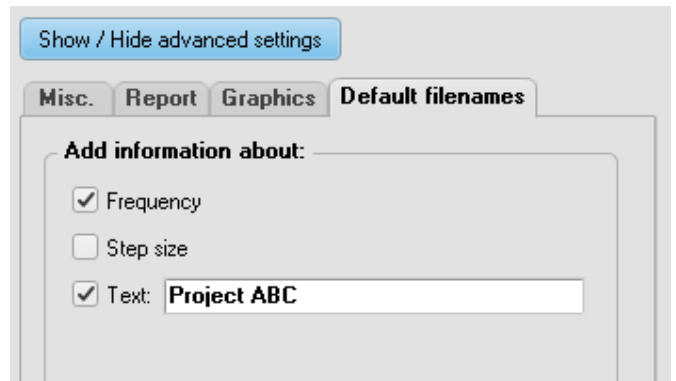 Show / Hide advanced settings
Misc. Report Graphics Default filenames
Add information about:
Frequency
Step size
Text: Project ABC